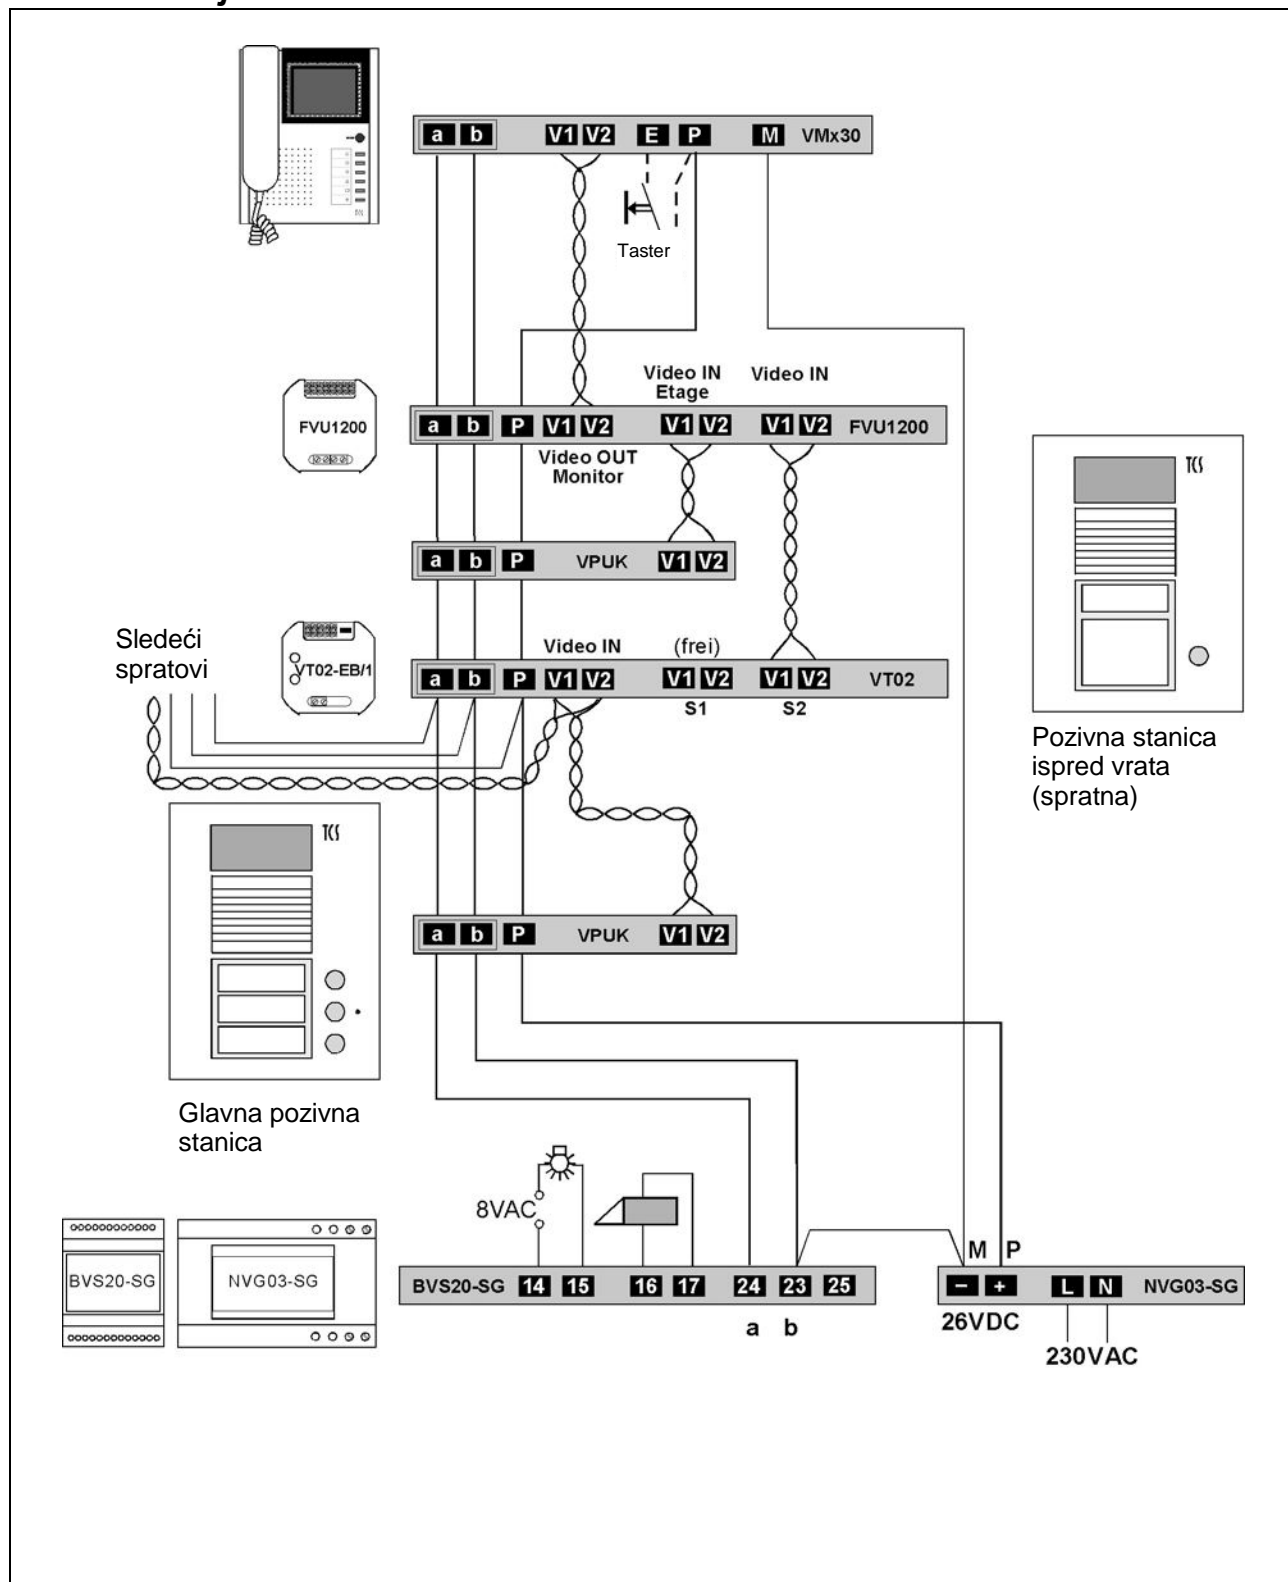 a b V1 V2 E P M VMx30
Taster
Video IN
Etage
Video IN
FVU1200
a b P V1 V2 V1 V2 V1 V2 FVU1200
Video OUT
Monitor
TCS
a b P VPUK V1 V2
Sledeći
spratovi
VT02-EB/1
Video IN
(frei)
a b P V1 V2 V1 V2 V1 V2 VT02
S1 S2
Pozivna stanica
ispred vrata
(spratna)
TCS
a b P VPUK V1 V2
Glavna pozivna
stanica
8VAC
BVS20-SG
NVG03-SG
M P
BVS20-SG 14 15 16 17 24 23 25
− + L N NVG03-SG
a b
26VDC
230VAC